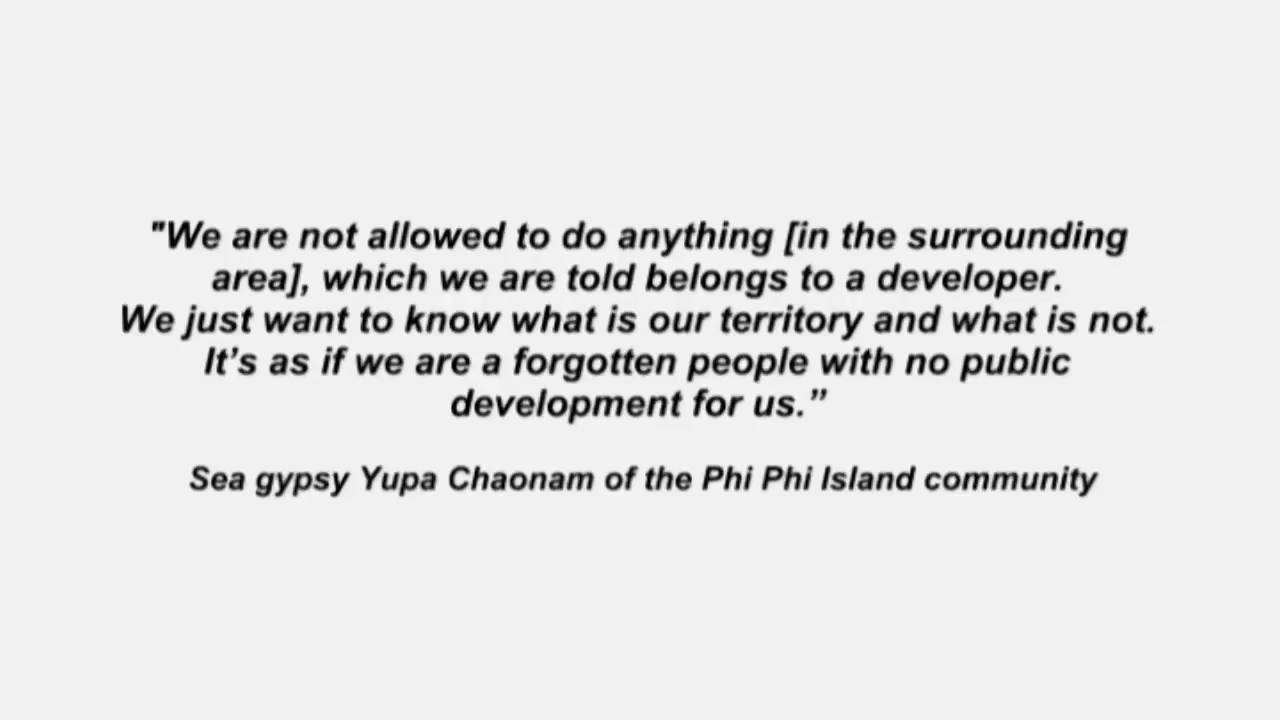 "We are not allowed to do anything [in the surrounding
area], which we are told belongs to a developer.
We just want to know what is our territory and what is not.
It’s as if we are a forgotten people with no public
development for us.”
Sea gypsy Yupa Chaonam of the Phi Phi Island community